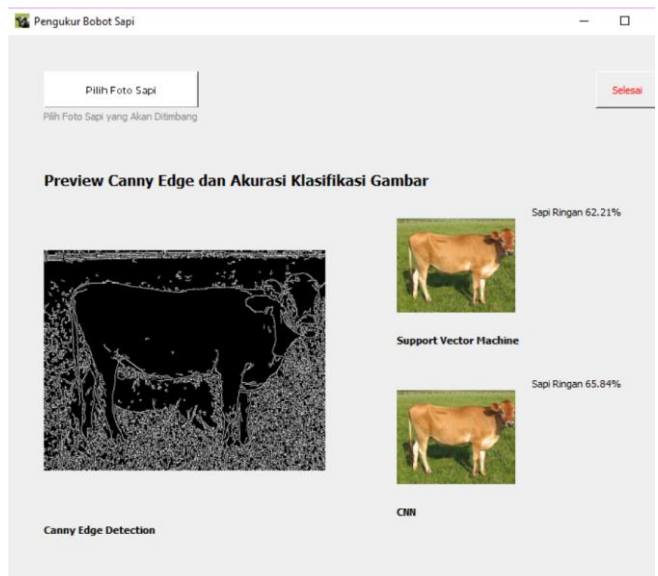 Pengukur Bobot Sapi
Pilih Foto Sapi
Selesai
Pilih Foto Sapi yang Akan Ditimbang
Preview Canny Edge dan Akurasi Klasifikasi Gambar
Sapi Ringan 62.21%
Support Vector Machine
Sapi Ringan 65.84%
CNN
Canny Edge Detection